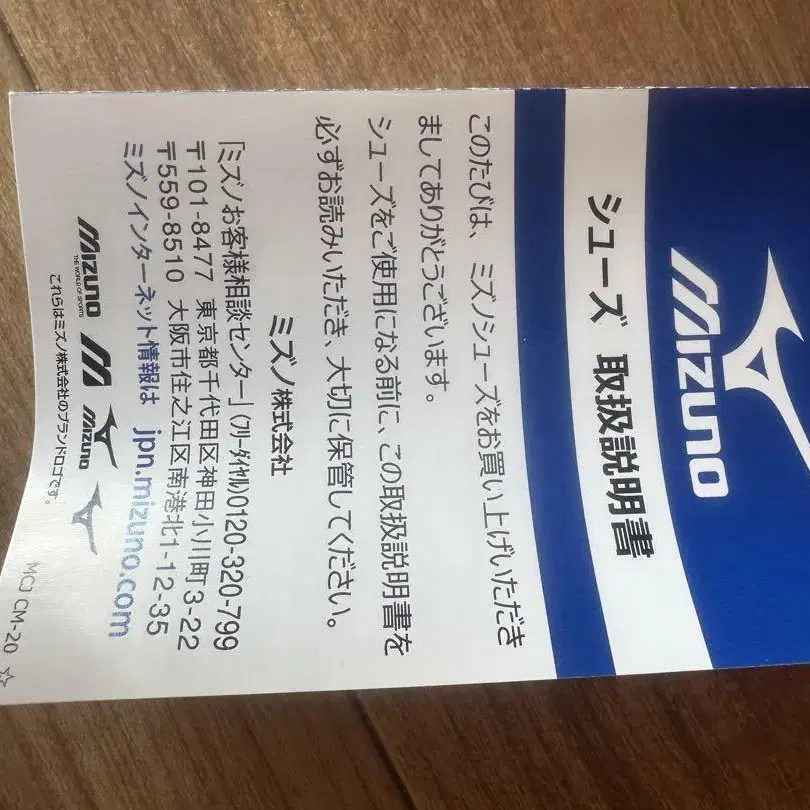 MIZUNO
シューズ 取扱説明書
このたびは、ミズノシューズをお買い上げいただき
ましてありがとうございます。
シューズをご使用になる前に、この取扱説明書を
必ずお読みいただき、大切に保管してください。
ミズノ株式会社
「ミズノお客様相談センター」(フリーダイヤル)0120-320-799
〒101-8477 東京都千代田区神田小川町3-22
〒559-8510 大阪市住之江区南港北1-12-35
ミズノインターネット情報は jpn.mizuno.com
MIZUNO
THE WORLD OF SPORTS
M
MIZUNO
これらはミズノ株式会社のブランドロゴです。
MCJ CM-20 ☆